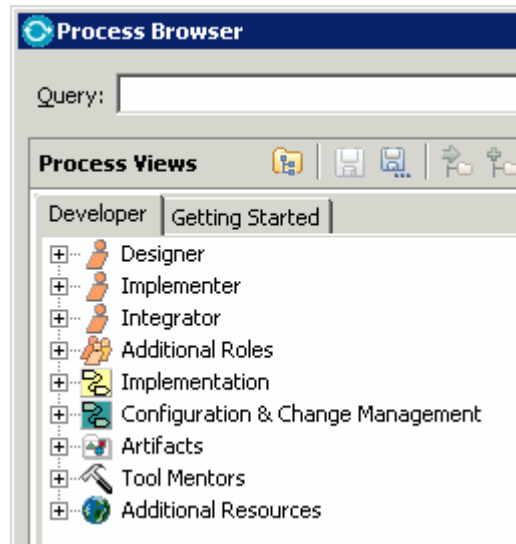 Process Browser
Query:
Process Views
Developer Getting Started
Designer
Implementer
Integrator
Additional Roles
Implementation
Configuration & Change Management
Artifacts
Tool Mentors
Additional Resources